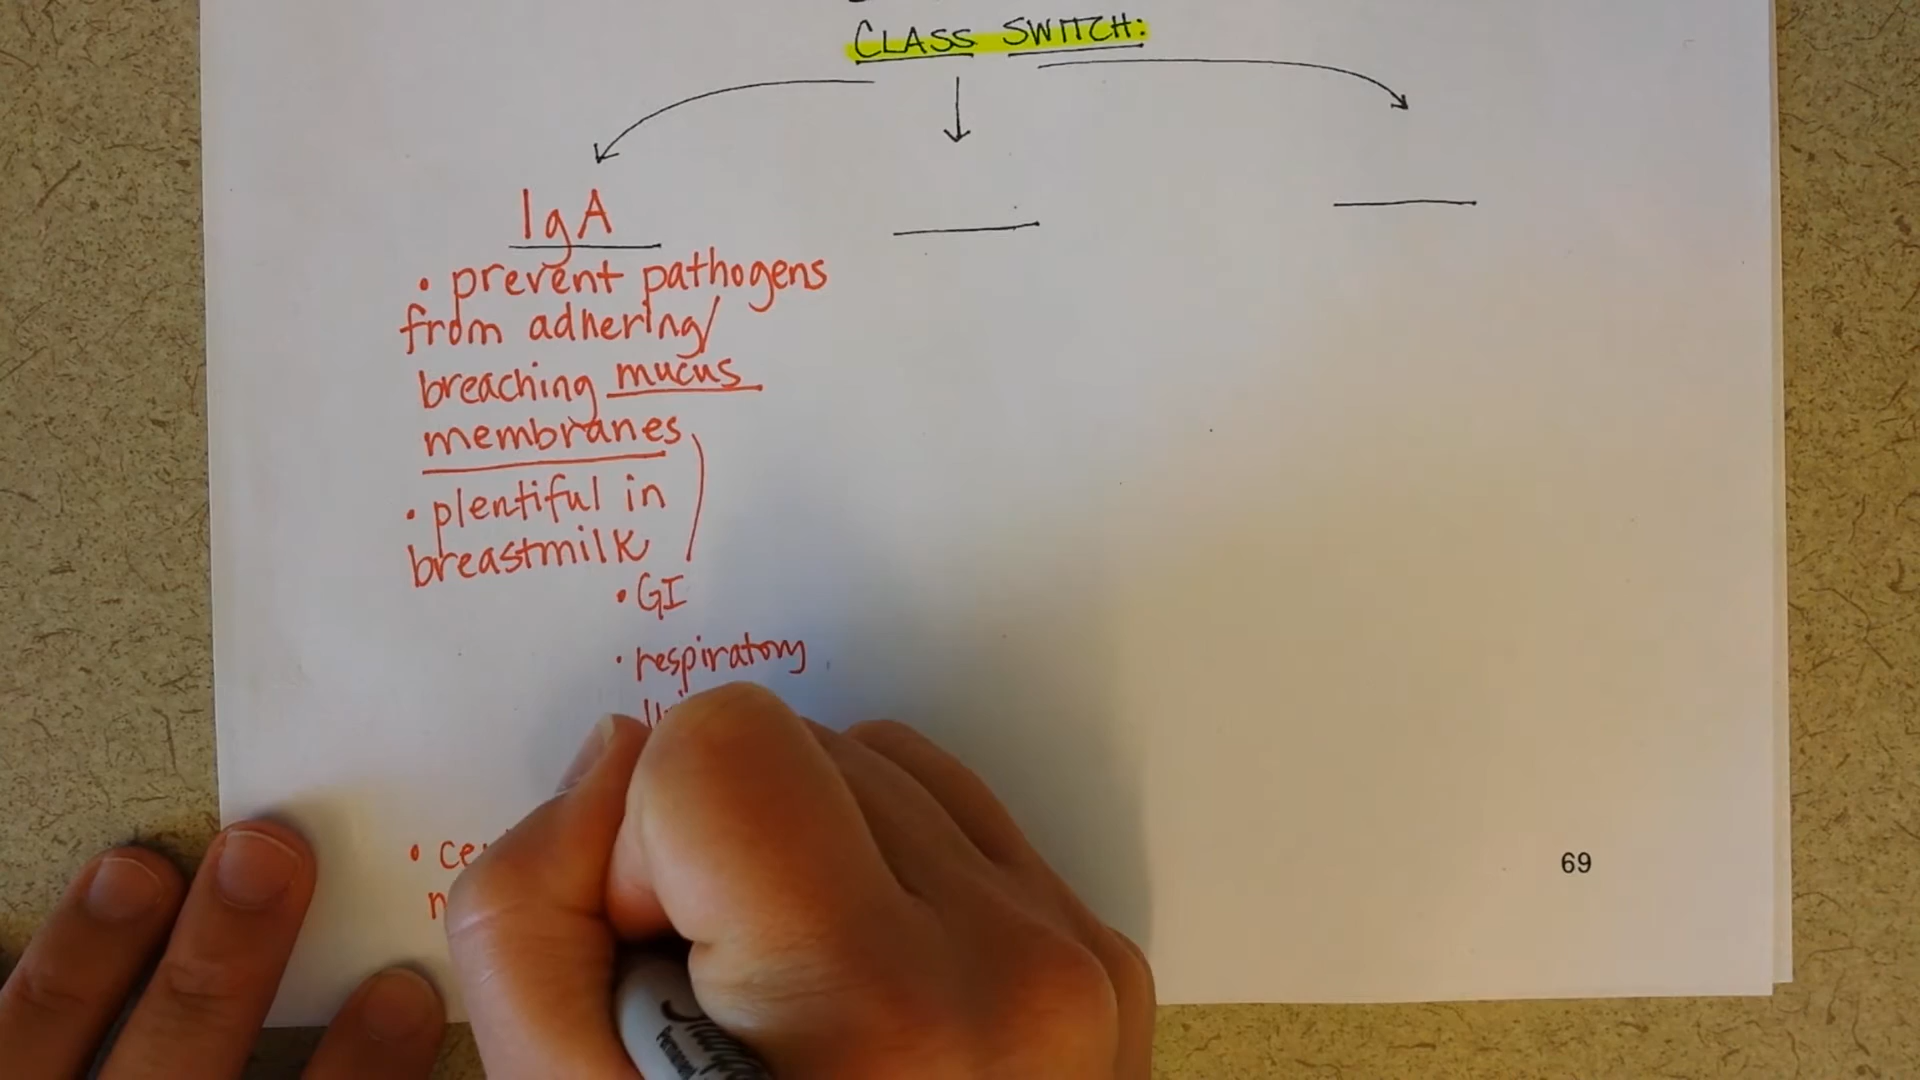 CLASS SWITCH:
IgA
• prevent pathogens
from adhering/
breaching mucus
membranes
• plentiful in
breastmilk
• GI
• respiratory
•
69